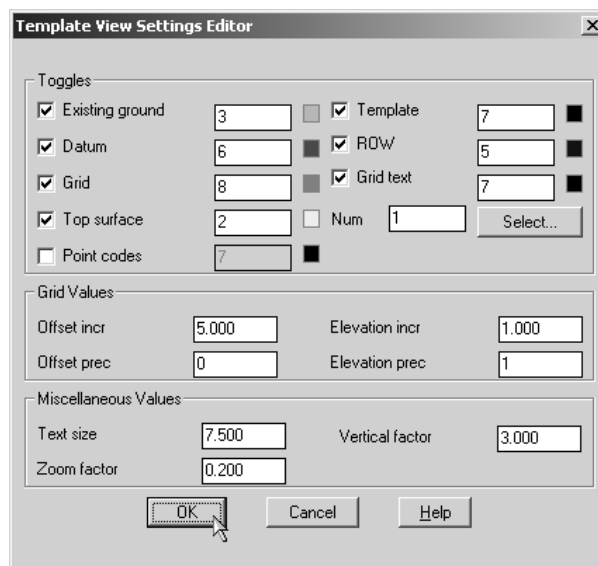 Template View Settings Editor
Toggles
Existing ground 3 Template 7
Datum 6 ROW 5
Grid 8 Grid text 7
Top surface 2 Num 1 Select...
Point codes 7
Grid Values
Offset incr 5.000 Elevation incr 1.000
Offset prec 0 Elevation prec 1
Miscellaneous Values
Text size 7.500 Vertical factor 3.000
Zoom factor 0.200
OK Cancel Help